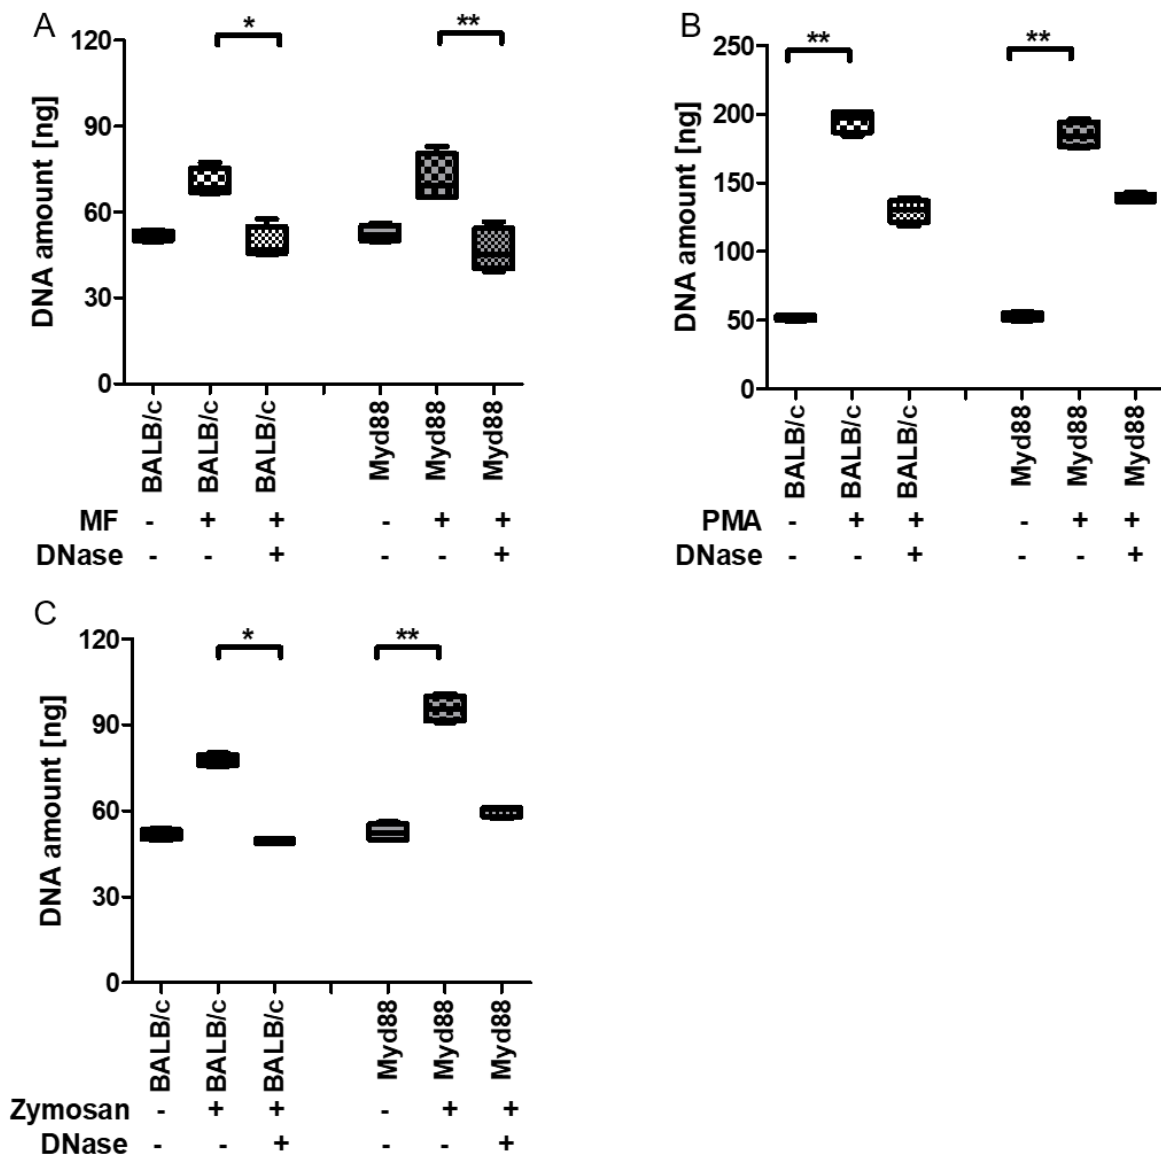 A
*
**
120
90
60
30
0
DNA amount [ng]
BALB/c BALB/c BALB/c Myd88 Myd88 Myd88
MF - + + - + +
DNase - - + - - +
B
**
**
250
200
150
100
50
0
DNA amount [ng]
BALB/c BALB/c BALB/c Myd88 Myd88 Myd88
PMA - + + - + +
DNase - - + - - +
C
*
**
120
90
60
30
0
DNA amount [ng]
BALB/c BALB/c BALB/c Myd88 Myd88 Myd88
Zymosan - + + - + +
DNase - - + - - +